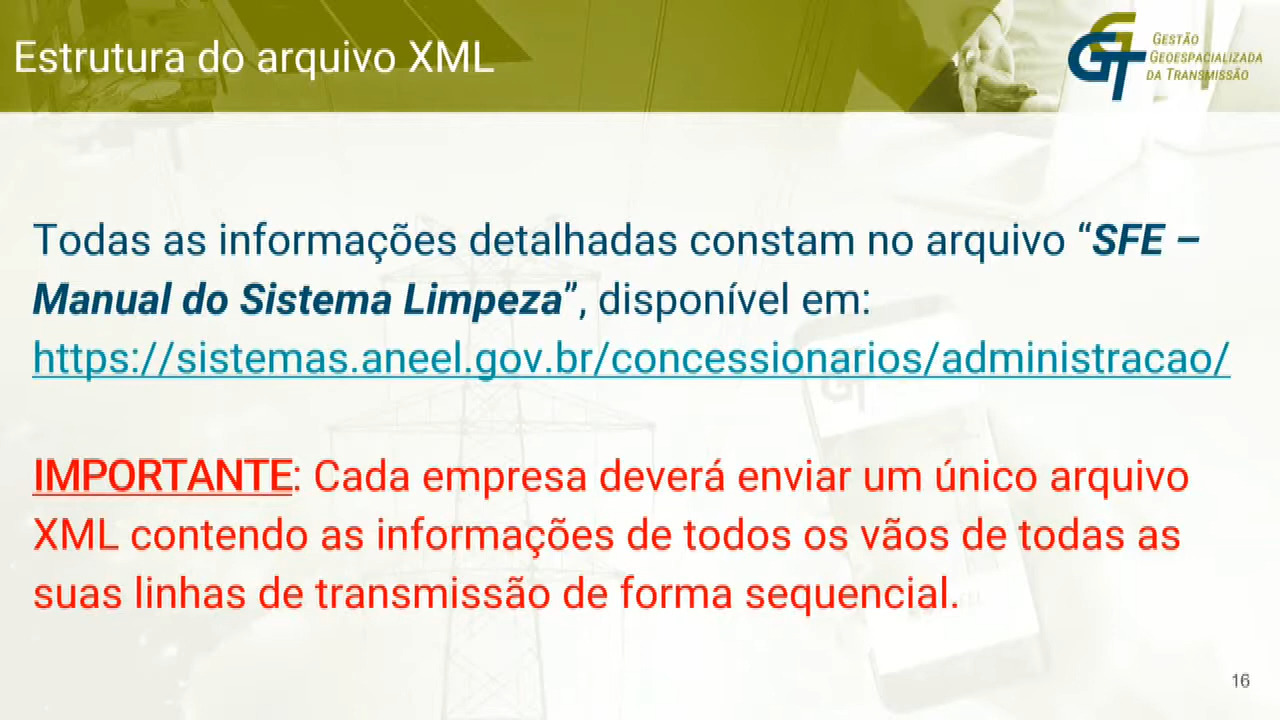 Estrutura do arquivo XML
GESTÃO
GEOESPACIALIZADA
DA TRANSMISSÃO
GGT
Todas as informações detalhadas constam no arquivo “SFE –
Manual do Sistema Limpeza”, disponível em:
https://sistemas.aneel.gov.br/concessionarios/administracao/
IMPORTANTE: Cada empresa deverá enviar um único arquivo
XML contendo as informações de todos os vãos de todas as
suas linhas de transmissão de forma sequencial.
16